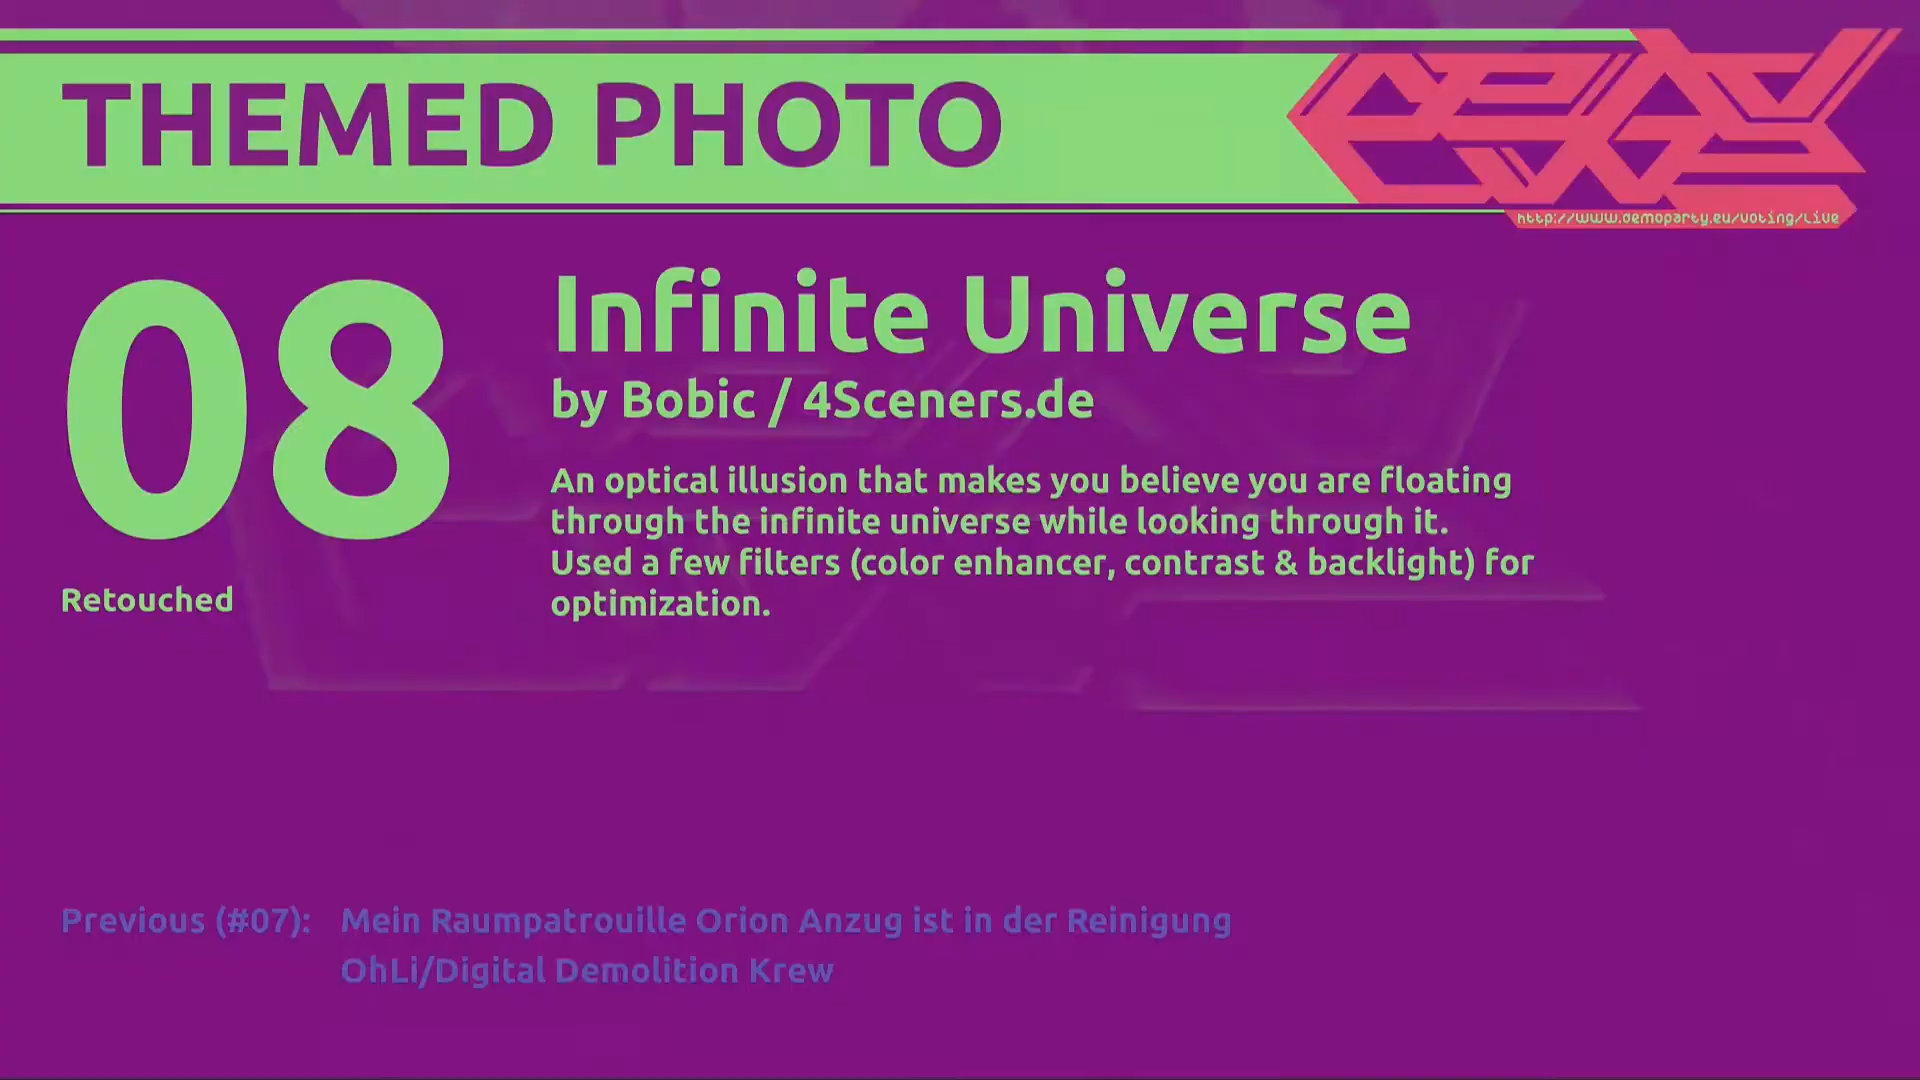 THEMED PHOTO
http://www.demoparty.eu/voting/live
08
Infinite Universe
by Bobic / 4Sceners.de
An optical illusion that makes you believe you are floating
through the infinite universe while looking through it.
Used a few filters (color enhancer, contrast & backlight) for
optimization.
Retouched
Previous (#07): Mein Raumpatrouille Orion Anzug ist in der Reinigung
OhLi/Digital Demolition Krew